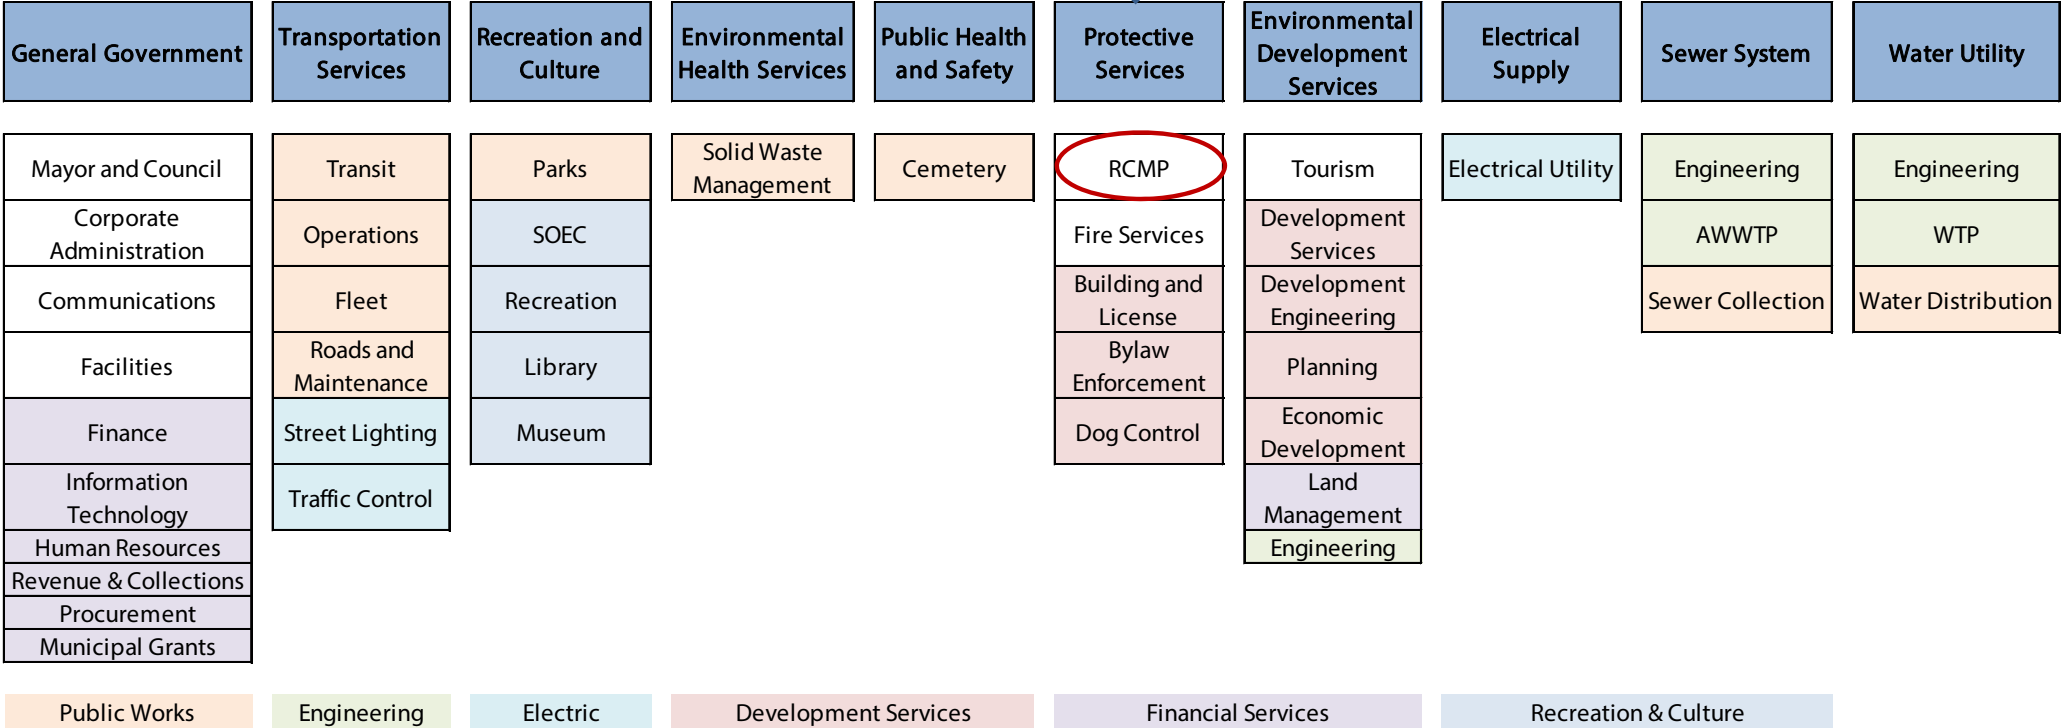 General Government
Transportation
Services
Recreation and
Culture
Environmental
Health Services
Public Health
and Safety
Protective
Services
Environmental
Development
Services
Electrical
Supply
Sewer System
Water Utility
Mayor and Council
Corporate
Administration
Communications
Facilities
Finance
Information
Technology
Human Resources
Revenue & Collections
Procurement
Municipal Grants
Transit
Operations
Fleet
Roads and
Maintenance
Street Lighting
Traffic Control
Parks
SOEC
Recreation
Library
Museum
Solid Waste
Management
Cemetery
RCMP
Fire Services
Building and
License
Bylaw
Enforcement
Dog Control
Tourism
Development
Services
Development
Engineering
Planning
Economic
Development
Land
Management
Engineering
Electrical Utility
Engineering
AWWTP
Sewer Collection
Engineering
WTP
Water Distribution
Public Works
Engineering
Electric
Development Services
Financial Services
Recreation & Culture